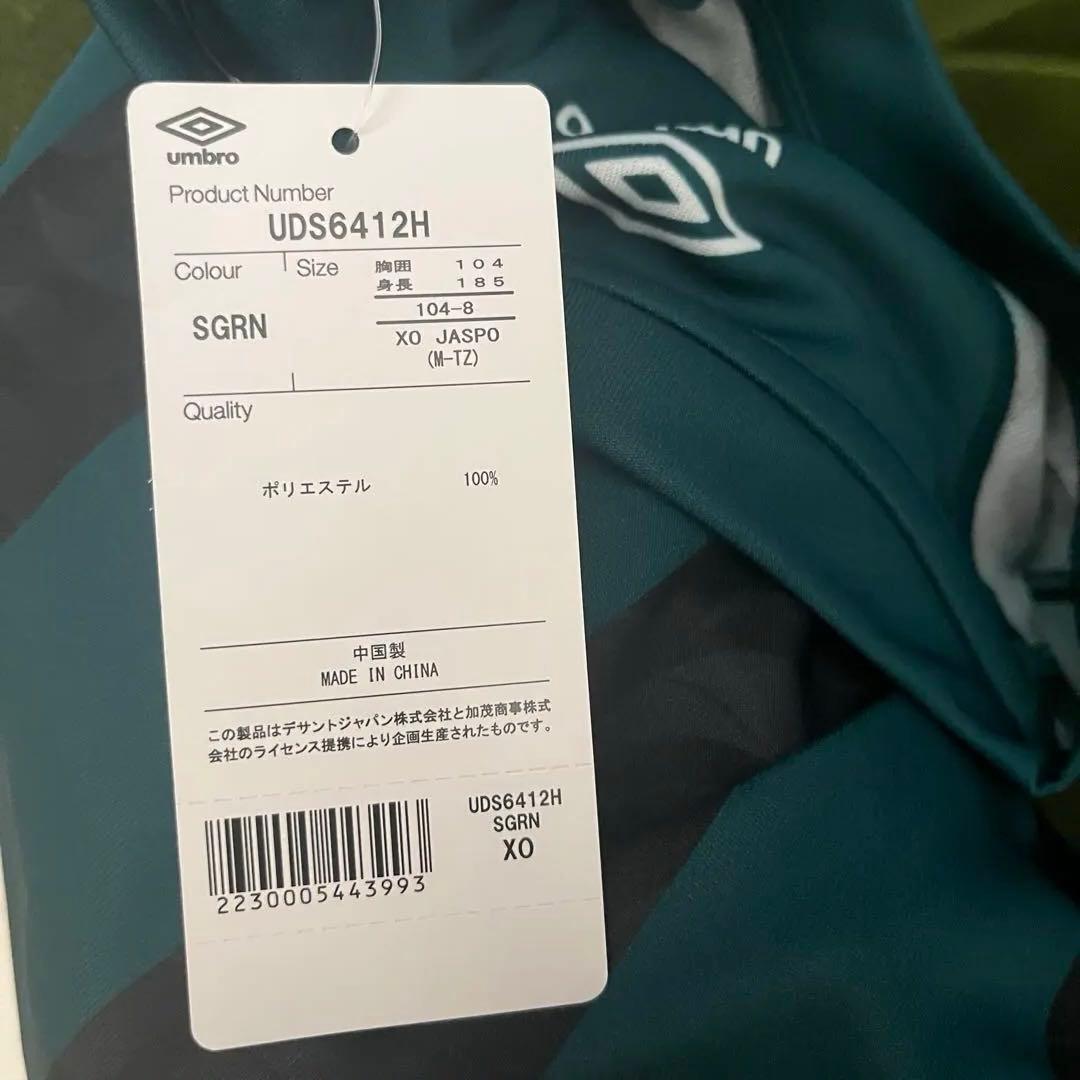 umbro
umbro
Product Number
UDS6412H
Colour
Size
胸囲 104
身長 185
104-8
SGRN
XO JASPO
(M-TZ)
Quality
ポリエステル 100%
中国製
MADE IN CHINA
この製品はデサントジャパン株式会社と加茂商事株式
会社のライセンス提携により企画生産されたものです。
UDS6412H
SGRN
XO
2230005443993